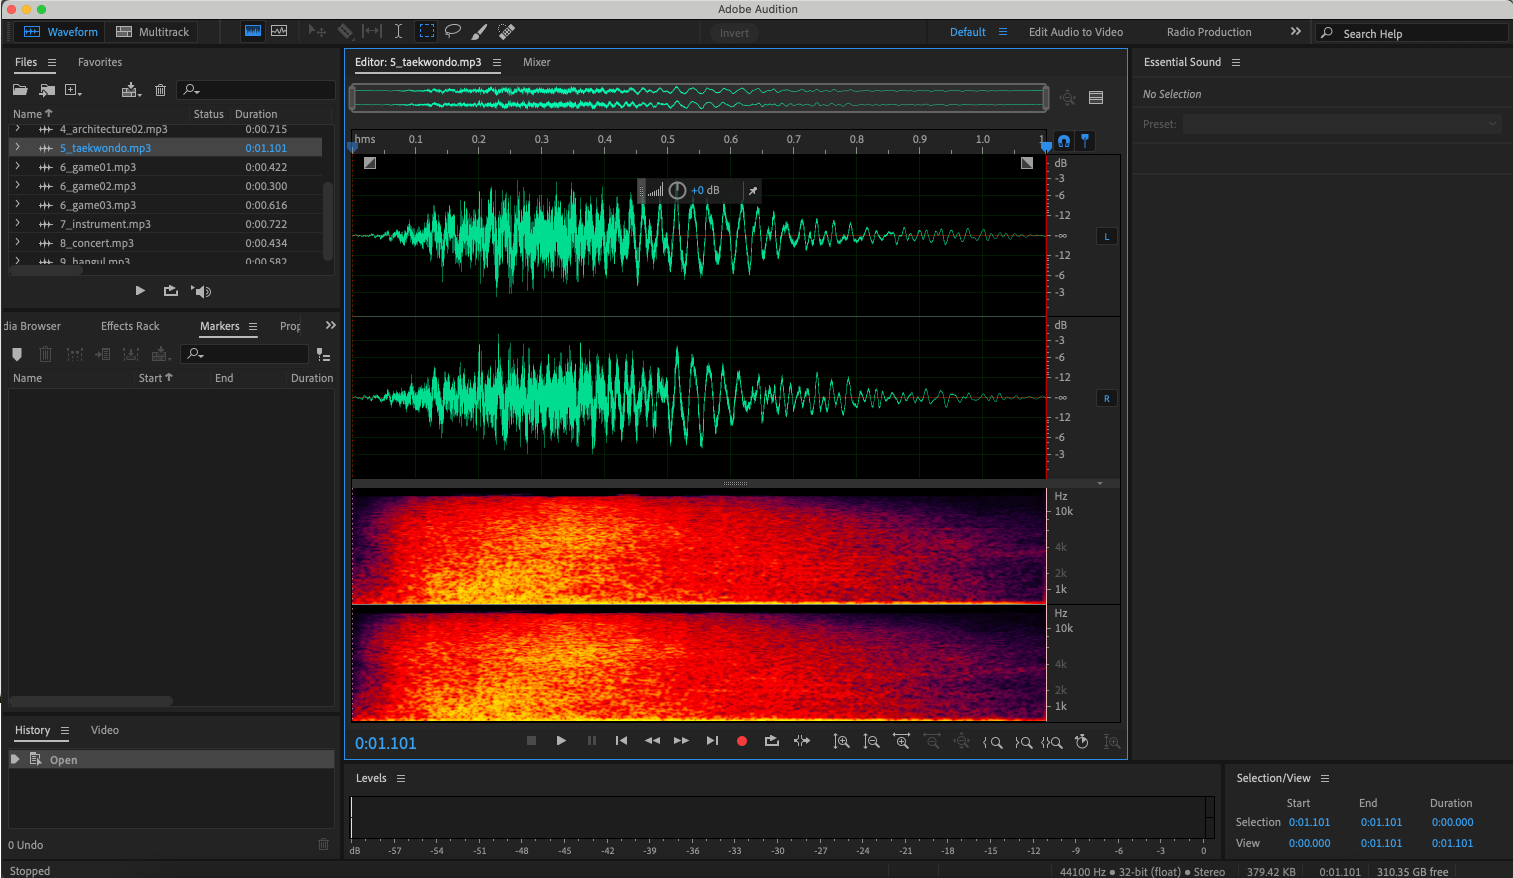 Adobe Audition
Waveform Multitrack Invert Default Edit Audio to Video Radio Production Search Help
Files Favorites
Name Status Duration
4_architecture02.mp3 0:00.715
5_taekwondo.mp3 0:01.101
6_game01.mp3 0:00.422
6_game02.mp3 0:00.300
6_game03.mp3 0:00.616
7_instrument.mp3 0:00.722
8_concert.mp3 0:00.434
9_hangul.mp3 0:00.582
dia Browser Effects Rack Markers Prop
Name Start End Duration
History Video
Open
0 Undo
Stopped
Editor: 5_taekwondo.mp3 Mixer
hms 0.1 0.2 0.3 0.4 0.5 0.6 0.7 0.8 0.9 1.0 1
+0 dB
dB
-3
-6
-12
-∞
-12
-6
-3
L
dB
-3
-6
-12
-∞
-12
-6
-3
R
Hz
10k
4k
2k
1k
Hz
10k
4k
2k
1k
0:01.101
Levels
dB -57 -54 -51 -48 -45 -42 -39 -36 -33 -30 -27 -24 -21 -18 -15 -12 -9 -6 -3 0
Essential Sound
No Selection
Preset:
Selection/View
Start End Duration
Selection 0:01.101 0:01.101 0:00.000
View 0:00.000 0:01.101 0:01.101
44100 Hz ● 32-bit (float) ● Stereo 379.42 KB 0:01.101 310.35 GB free